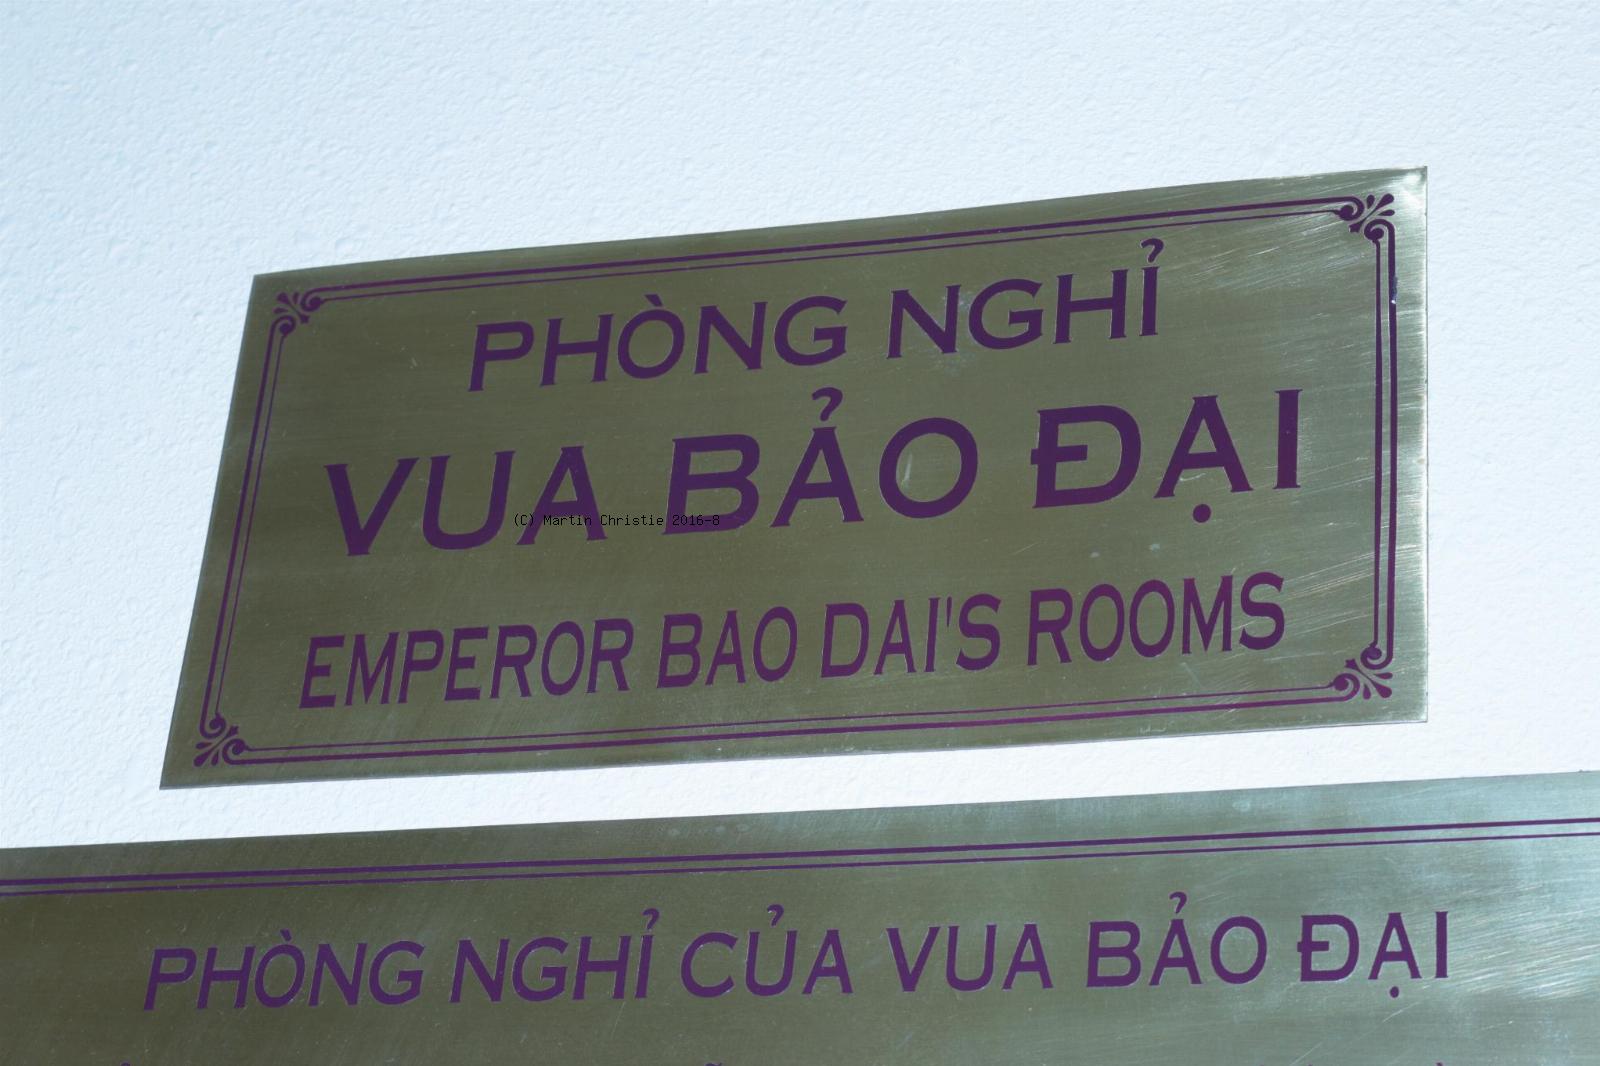 PHÒNG NGHỈ
VUA BẢO ĐẠI
(C) Martin Christie 2016-8
EMPEROR BAO DAI'S ROOMS
PHÒNG NGHỈ CỦA VUA BẢO ĐẠI